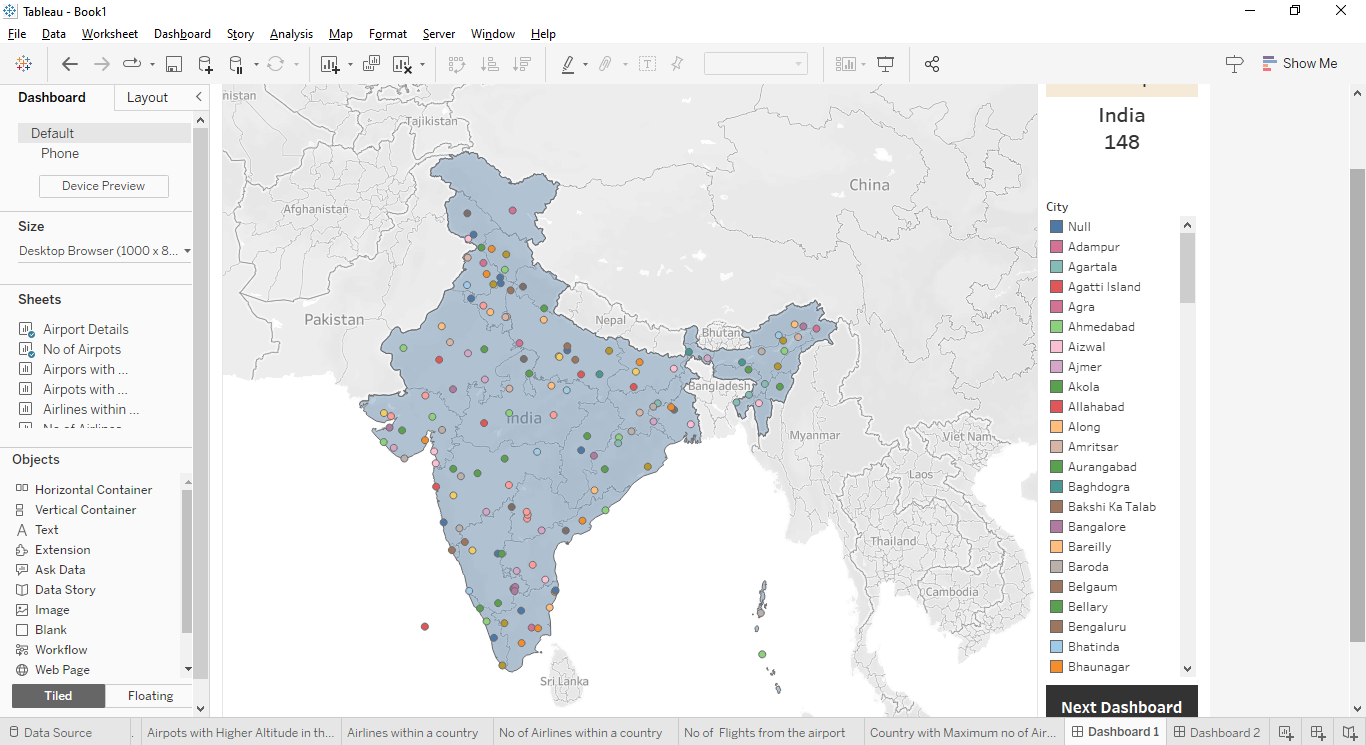 Tableau - Book1
File Data Worksheet Dashboard Story Analysis Map Format Server Window Help
Show Me
Dashboard Layout
Default
Phone
Device Preview
Size
Desktop Browser (1000 x 8...
Sheets
Airport Details
No of Airpots
Airpors with ...
Airpots with ...
Airlines within ...
Objects
Horizontal Container
Vertical Container
Text
Extension
Ask Data
Data Story
Image
Blank
Workflow
Web Page
Tiled Floating
nistan
Tajikistan
China
Afghanistan
Pakistan
Nepal
Bhutan
Bangladesh
India
Myanmar
Viet Nam
Laos
Thailand
Cambodia
Sri Lanka
India
148
City
Null
Adampur
Agartala
Agatti Island
Agra
Ahmedabad
Aizwal
Ajmer
Akola
Allahabad
Along
Amritsar
Aurangabad
Baghdogra
Bakshi Ka Talab
Bangalore
Bareilly
Baroda
Belgaum
Bellary
Bengaluru
Bhatinda
Bhaunagar
Next Dashboard
Data Source Airpots with Higher Altitude in th... Airlines within a country No of Airlines within a country No of Flights from the airport Country with Maximum no of Air... Dashboard 1 Dashboard 2